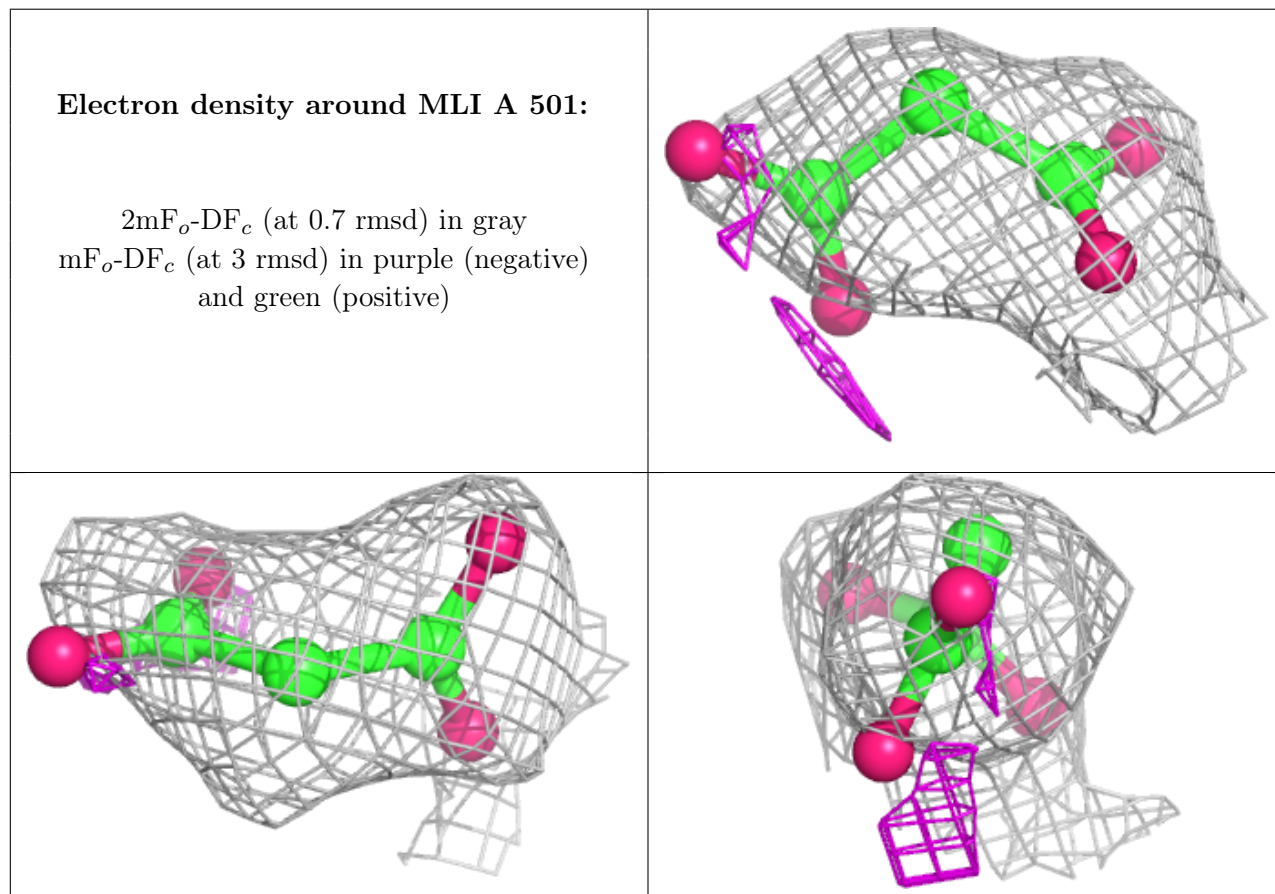 Electron density around MLI A 501:
2mFo-DFc (at 0.7 rmsd) in gray
mFo-DFc (at 3 rmsd) in purple (negative)
and green (positive)